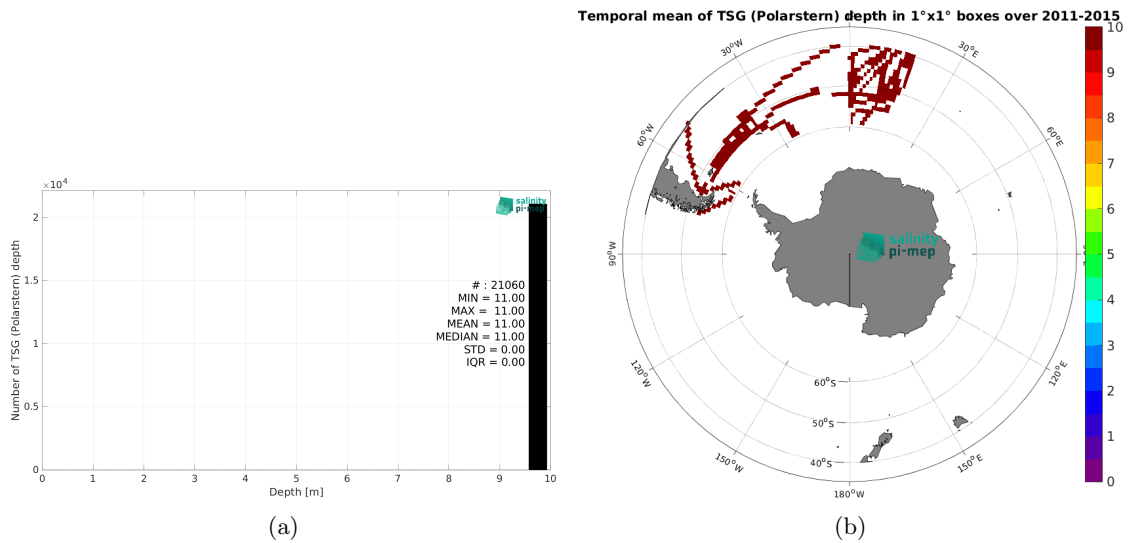 ×10⁴
2
1.5
1
0.5
0
Number of TSG (Polarstern) depth
salinity
pi-mep
# : 21060
MIN = 11.00
MAX = 11.00
MEAN = 11.00
MEDIAN = 11.00
STD = 0.00
IQR = 0.00
0 1 2 3 4 5 6 7 8 9 10
Depth [m]
(a)
Temporal mean of TSG (Polarstern) depth in 1°x1° boxes over 2011-2015
30°W
30°E
60°W
60°E
90°W
salinity
pi-mep
120°W
120°E
60°S
50°S
40°S
150°W
150°E
180°W
10
9
8
7
6
5
4
3
2
1
0
(b)